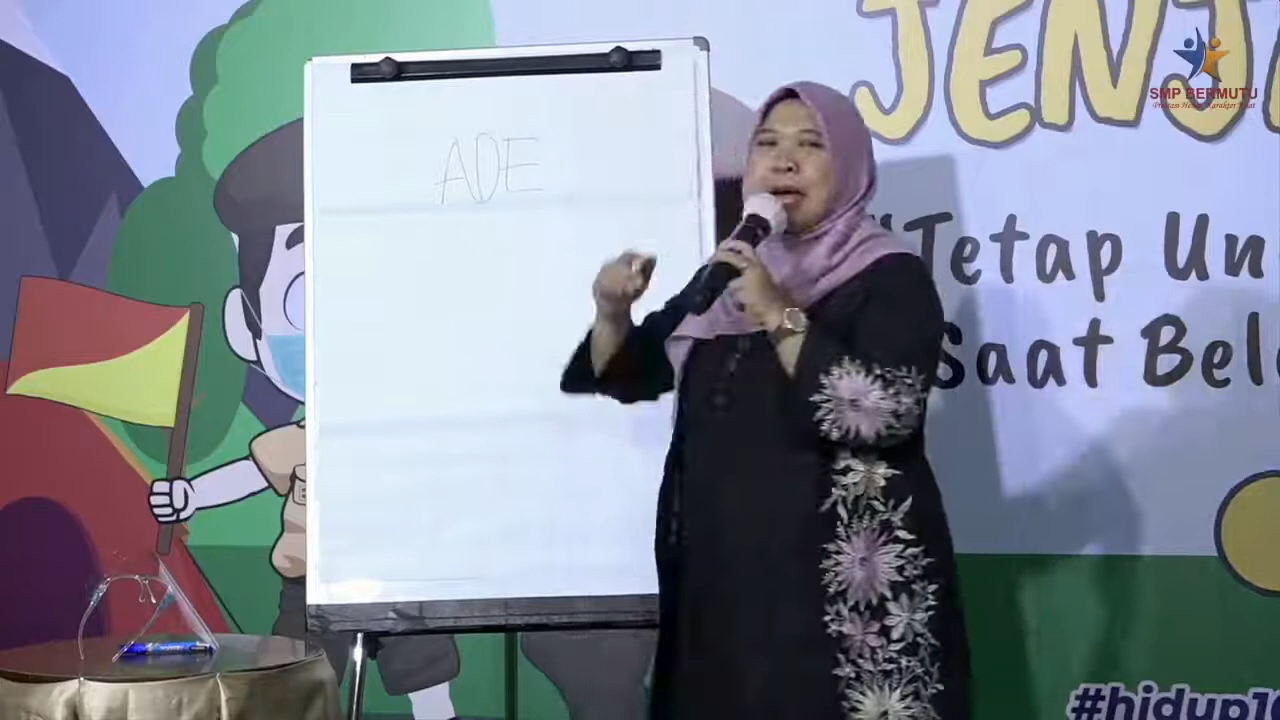 JENJ
SMP BERMUTU
ADE
"Tetap Un
Saat Bel
#hidup1